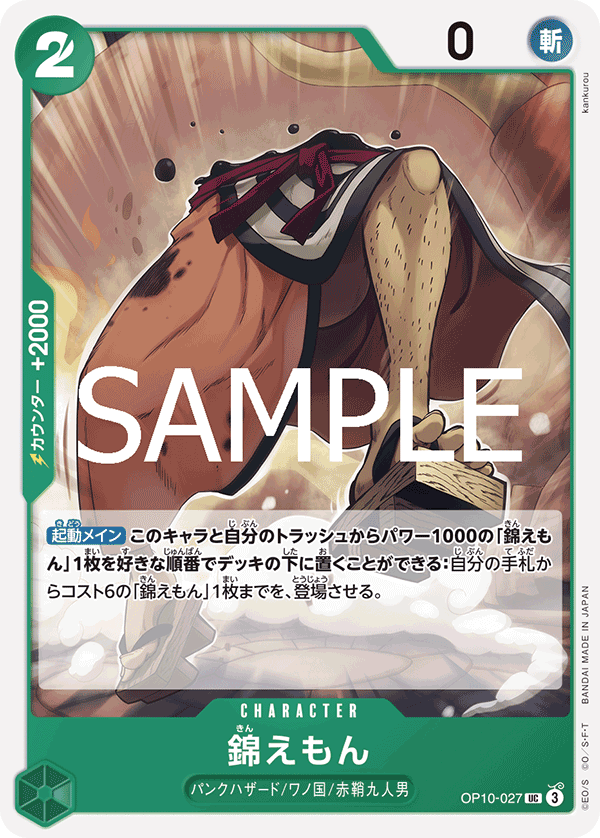 2
0
斬
kankurou
カウンター +2000
SAMPLE
起動メイン このキャラと自分のトラッシュからパワー1000の「錦えも
ん」1枚を好きな順番でデッキの下に置くことができる:自分の手札か
らコスト6の「錦えもん」1枚までを、登場させる。
CHARACTER
錦えもん
パンクハザード/ワノ国/赤鞘九人男
OP10-027 UC 3
©E.O/S ©O/S・F・T BANDAI MADE IN JAPAN